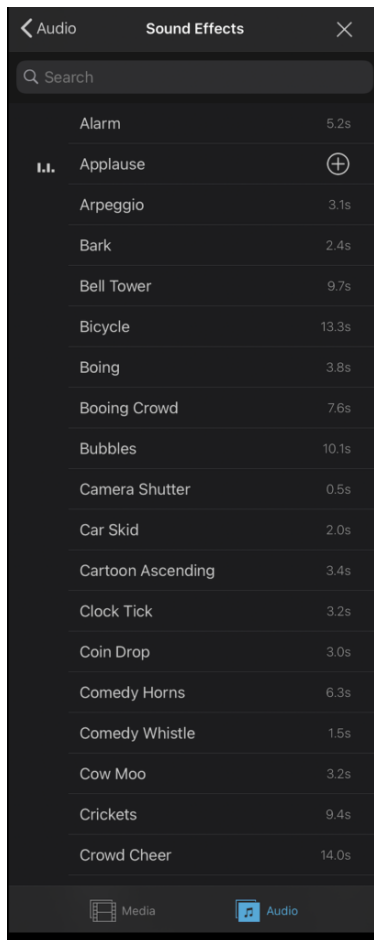 Audio Sound Effects
Search
Alarm 5.2s
Applause
Arpeggio 3.1s
Bark 2.4s
Bell Tower 9.7s
Bicycle 13.3s
Boing 3.8s
Booing Crowd 7.6s
Bubbles 10.1s
Camera Shutter 0.5s
Car Skid 2.0s
Cartoon Ascending 3.4s
Clock Tick 3.2s
Coin Drop 3.0s
Comedy Horns 6.3s
Comedy Whistle 1.5s
Cow Moo 3.2s
Crickets 9.4s
Crowd Cheer 14.0s
Media Audio